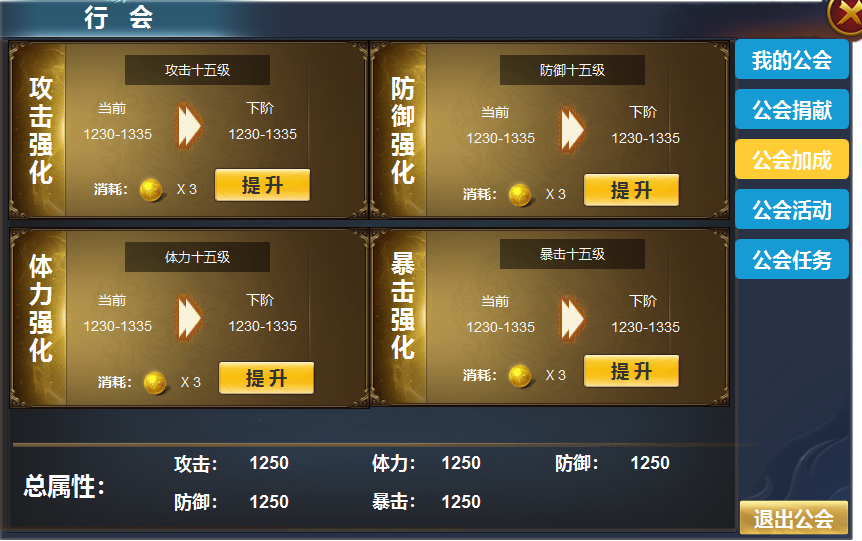 行 会
攻击强化
攻击十五级
当前
下阶
1230-1335
1230-1335
消耗：
X 3
提 升
防御强化
防御十五级
当前
下阶
1230-1335
1230-1335
消耗：
X 3
提 升
体力强化
体力十五级
当前
下阶
1230-1335
1230-1335
消耗：
X 3
提 升
暴击强化
暴击十五级
当前
下阶
1230-1335
1230-1335
消耗：
X 3
提 升
总属性：
攻击： 1250 体力： 1250 防御： 1250
防御： 1250 暴击： 1250
我的公会
公会捐献
公会加成
公会活动
公会任务
退出公会